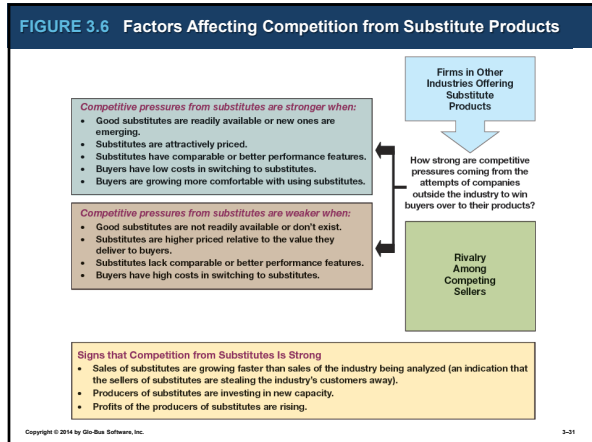 FIGURE 3.6 Factors Affecting Competition from Substitute Products
Firms in Other
Industries Offering
Substitute
Products
Competitive pressures from substitutes are stronger when:
• Good substitutes are readily available or new ones are
emerging.
• Substitutes are attractively priced.
• Substitutes have comparable or better performance features.
• Buyers have low costs in switching to substitutes.
• Buyers are growing more comfortable with using substitutes.
How strong are competitive
pressures coming from the
attempts of companies
outside the industry to win
buyers over to their products?
Competitive pressures from substitutes are weaker when:
• Good substitutes are not readily available or don't exist.
• Substitutes are higher priced relative to the value they
deliver to buyers.
• Substitutes lack comparable or better performance features.
• Buyers have high costs in switching to substitutes.
Rivalry
Among
Competing
Sellers
Signs that Competition from Substitutes Is Strong
• Sales of substitutes are growing faster than sales of the industry being analyzed (an indication that
the sellers of substitutes are stealing the industry's customers away).
• Producers of substitutes are investing in new capacity.
• Profits of the producers of substitutes are rising.
Copyright © 2014 by Glo-Bus Software, Inc.
3–31